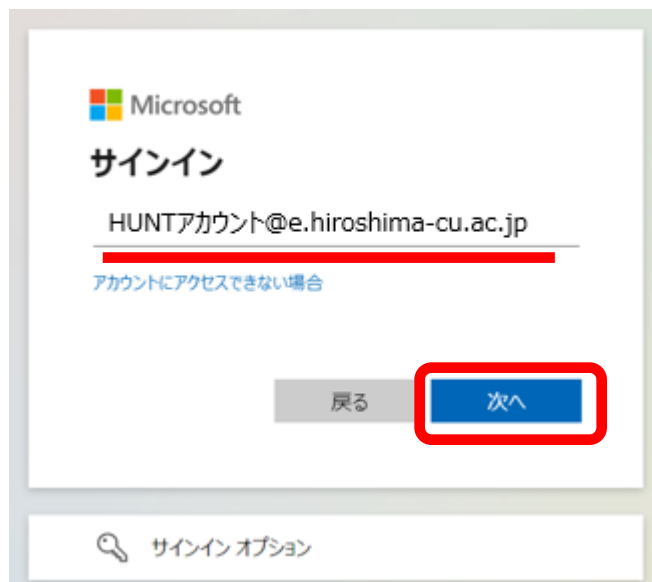 Microsoft
サインイン
HUNTアカウント@e.hiroshima-cu.ac.jp
アカウントにアクセスできない場合
戻る
次へ
サインイン オプション